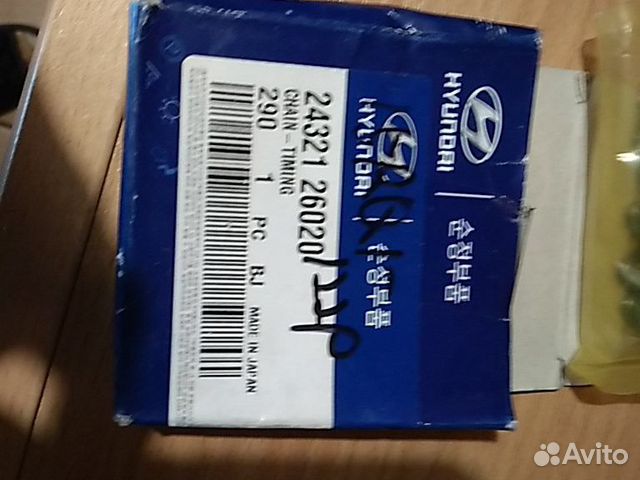 24321 26020
CHAIN - TIMING
290 1 PC BJ MADE IN JAPAN
HYUNDAI
순정부품
HYUNDAI
순정부품
Avito